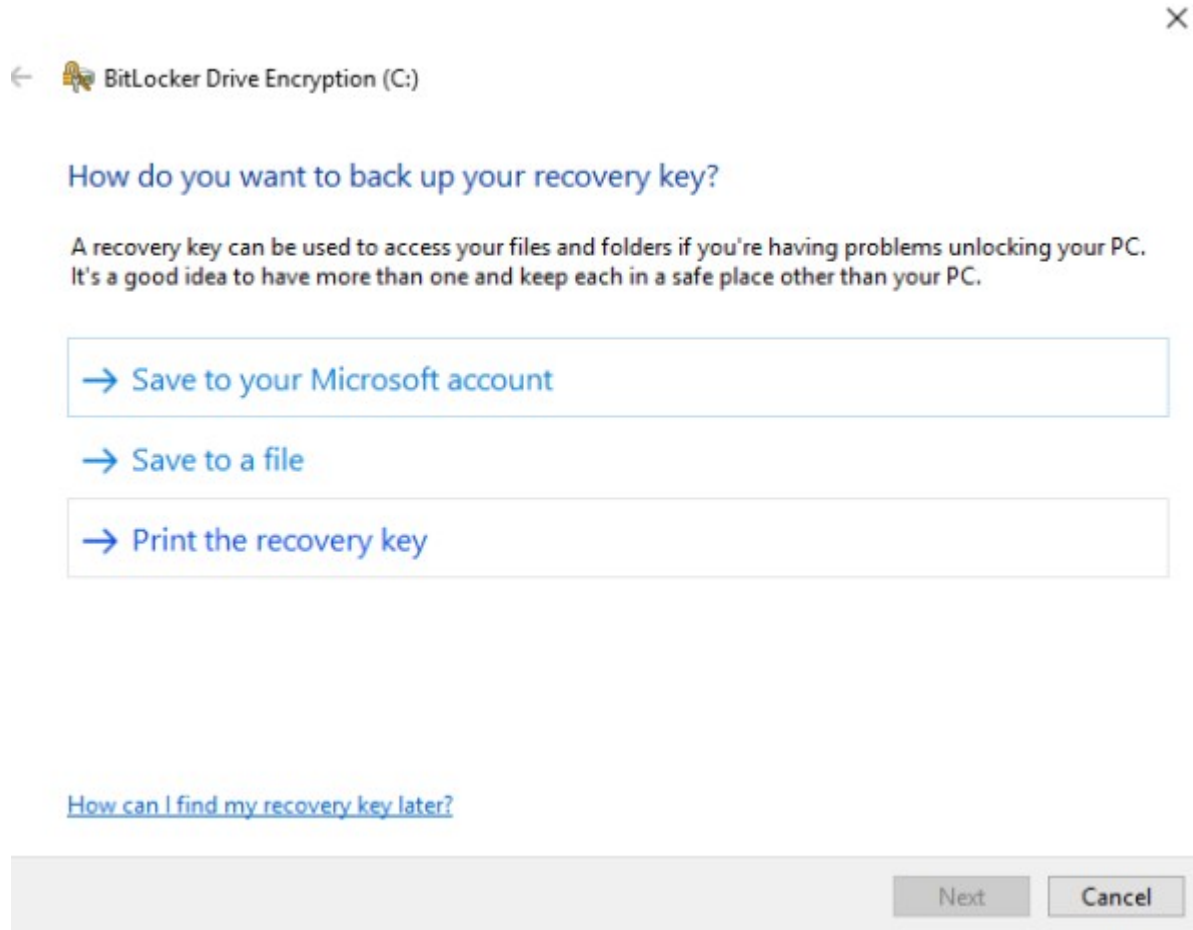 BitLocker Drive Encryption (C:)
How do you want to back up your recovery key?
A recovery key can be used to access your files and folders if you're having problems unlocking your PC.
It's a good idea to have more than one and keep each in a safe place other than your PC.
Save to your Microsoft account
Save to a file
Print the recovery key
How can I find my recovery key later?
Next
Cancel